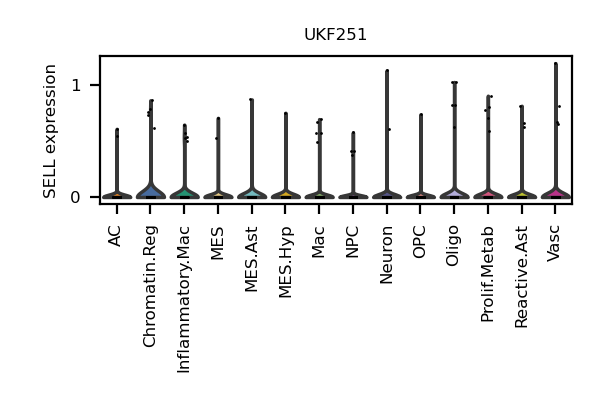 UKF251
SELL expression
1
0
AC
Chromatin.Reg
Inflammatory.Mac
MES
MES.Ast
MES.Hyp
Mac
NPC
Neuron
OPC
Oligo
Prolif.Metab
Reactive.Ast
Vasc